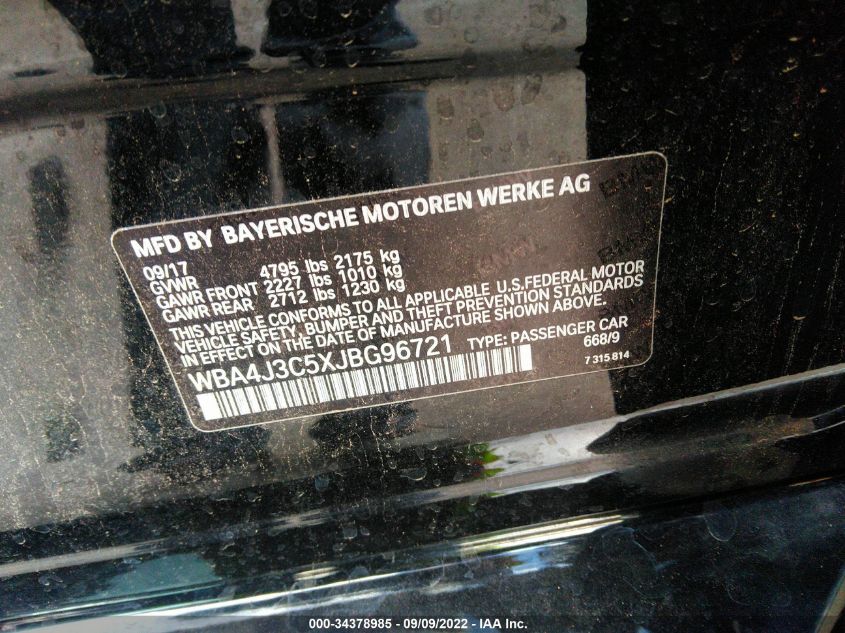 MFD BY BAYERISCHE MOTOREN WERKE AG
09/17
GVWR 4795 lbs 2175 kg
GAWR FRONT 2227 lbs 1010 kg
GAWR REAR 2712 lbs 1230 kg
THIS VEHICLE CONFORMS TO ALL APPLICABLE U.S.FEDERAL MOTOR
VEHICLE SAFETY, BUMPER AND THEFT PREVENTION STANDARDS
IN EFFECT ON THE DATE OF MANUFACTURE SHOWN ABOVE.
WBA4J3C5XJBG96721 TYPE: PASSENGER CAR
668/9
7 315 814
BMW
BMW
BMW
000-34378985 - 09/09/2022 - IAA Inc.